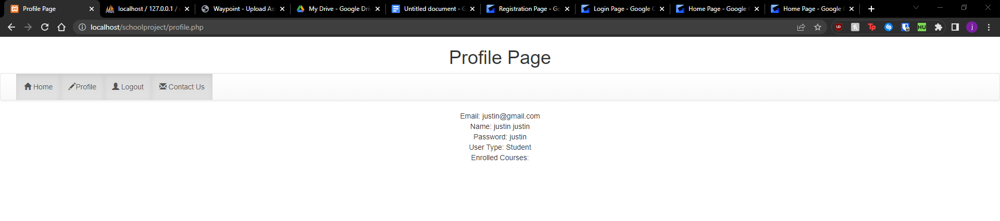 Profile Page
localhost / 127.0.0.1 /
Waypoint - Upload As
My Drive - Google Dri
Untitled document - G
Registration Page - Go
Login Page - Google C
Home Page - Google
Home Page - Google
localhost/schoolproject/profile.php
Tp
HU
j
Profile Page
Home
Profile
Logout
Contact Us
Email: justin@gmail.com
Name: justin justin
Password: justin
User Type: Student
Enrolled Courses: